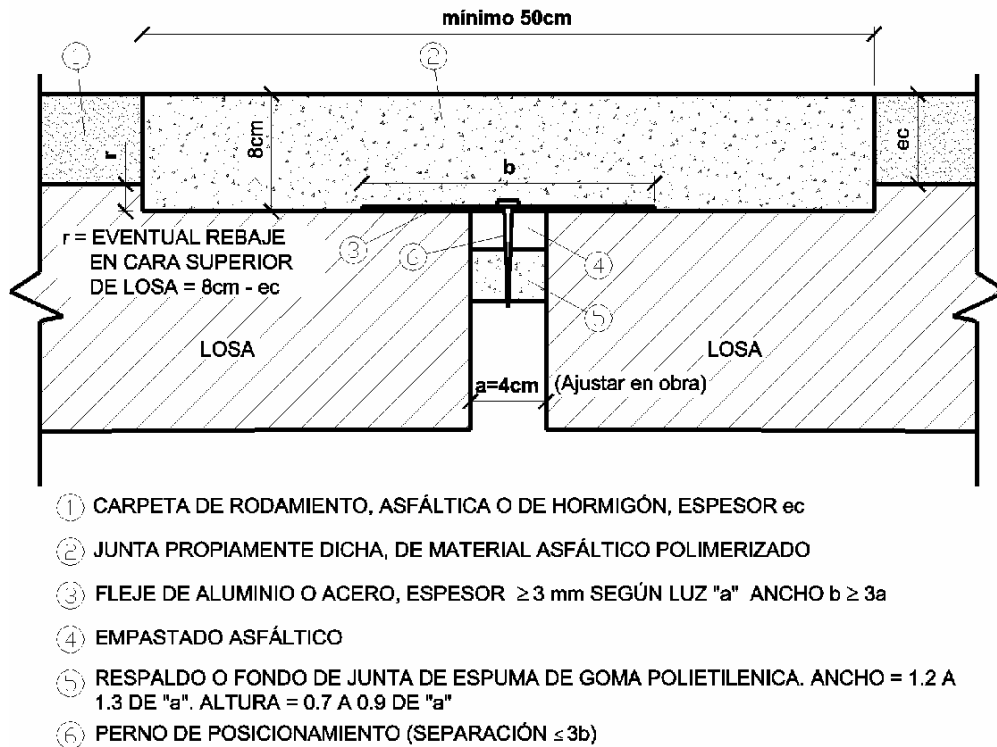 mínimo 50cm
1
2
8cm
ec
r
b
r = EVENTUAL REBAJE
EN CARA SUPERIOR
DE LOSA = 8cm - ec
3
6
4
5
LOSA
LOSA
a=4cm (Ajustar en obra)
1 CARPETA DE RODAMIENTO, ASFÁLTICA O DE HORMIGÓN, ESPESOR ec
2 JUNTA PROPIAMENTE DICHA, DE MATERIAL ASFÁLTICO POLIMERIZADO
3 FLEJE DE ALUMINIO O ACERO, ESPESOR ≥ 3 mm SEGÚN LUZ "a" ANCHO b ≥ 3a
4 EMPASTADO ASFÁLTICO
5 RESPALDO O FONDO DE JUNTA DE ESPUMA DE GOMA POLIETILENICA. ANCHO = 1.2 A
1.3 DE "a". ALTURA = 0.7 A 0.9 DE "a"
6 PERNO DE POSICIONAMIENTO (SEPARACIÓN ≤ 3b)